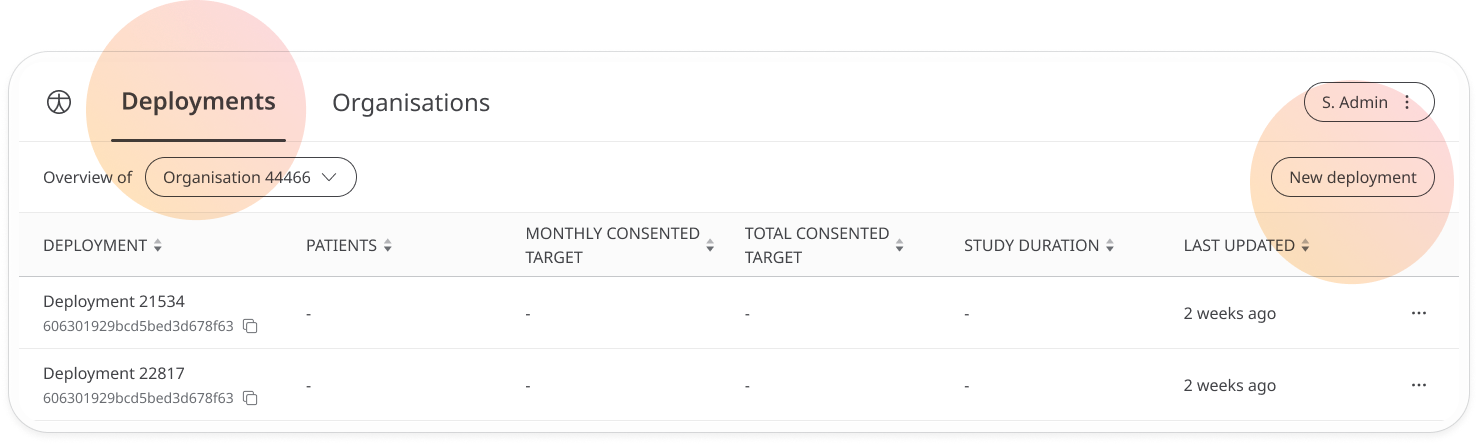 Deployments Organisations S. Admin
Overview of Organisation 44466 New deployment
DEPLOYMENT PATIENTS MONTHLY CONSENTED TARGET TOTAL CONSENTED TARGET STUDY DURATION LAST UPDATED
Deployment 21534
606301929bcd5bed3d678f63 - - - - 2 weeks ago
Deployment 22817
606301929bcd5bed3d678f63 - - - - 2 weeks ago